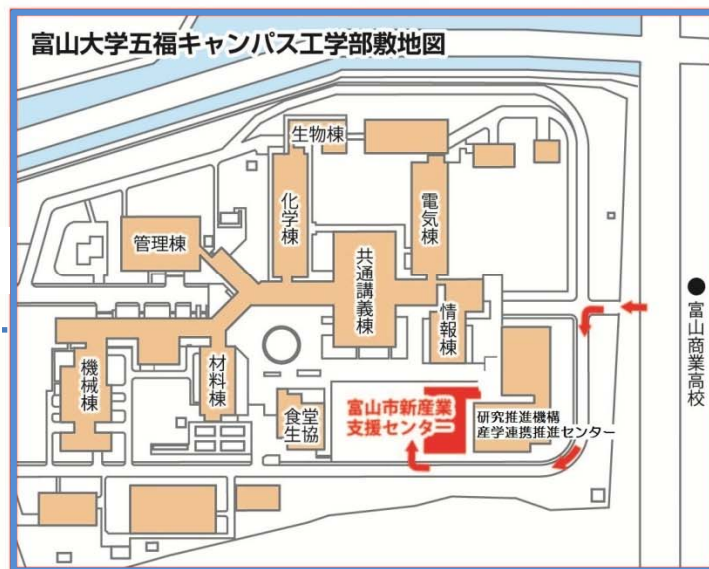 富山大学五福キャンパス工学部敷地図
生物棟
化学棟
電気棟
管理棟
共通講義棟
情報棟
富山商業高校
機械棟
材料棟
食堂
生協
富山市新産業
支援センター
研究推進機構
産学連携推進センター